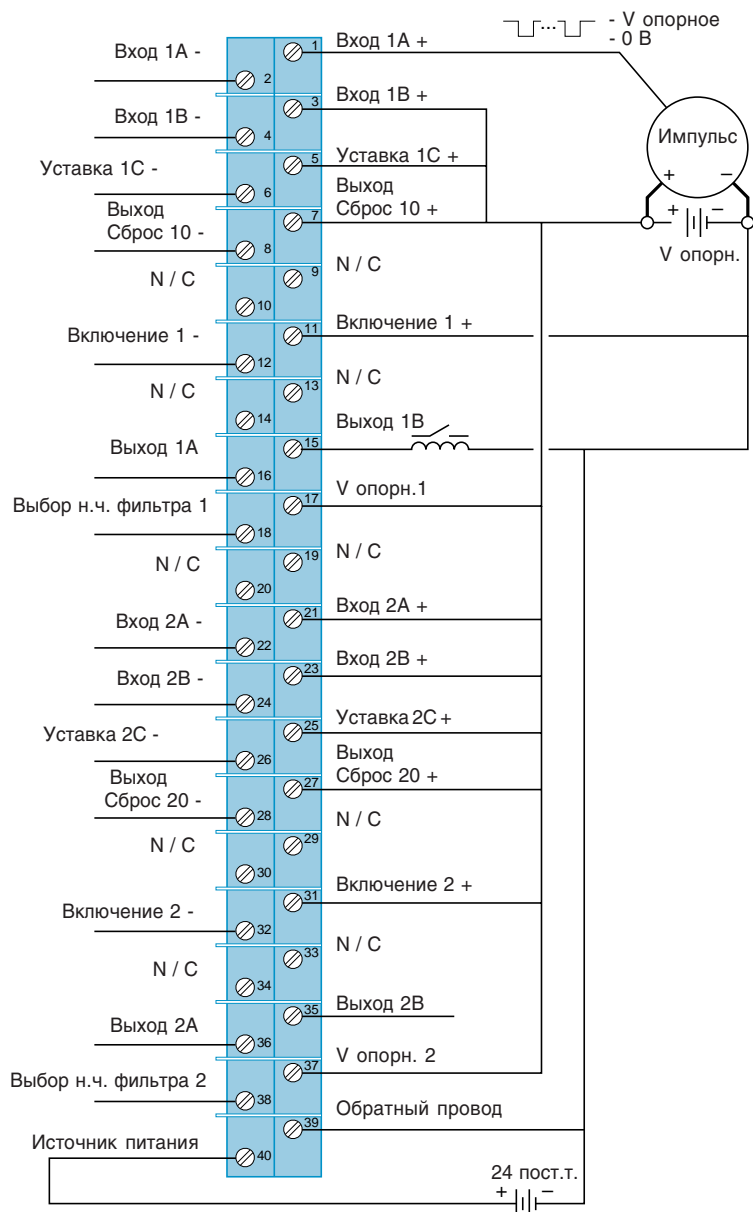 - V опорное
- 0 В
Вход 1А -
1
Вход 1А +
2
Вход 1В -
3
Вход 1В +
4
Импульс
+ –
Уставка 1С -
5
Уставка 1С +
6
Выход
Сброс 10 -
7
Выход
Сброс 10 +
8
+ –
V опорн.
N / C
9
N / C
10
Включение 1 -
11
Включение 1 +
12
N / C
13
N / C
14
Выход 1А
15
Выход 1В
16
Выбор н.ч. фильтра 1
17
V опорн.1
18
N / C
19
N / C
20
Вход 2А -
21
Вход 2А +
22
Вход 2В -
23
Вход 2В +
24
Уставка 2С -
25
Уставка 2С +
26
Выход
Сброс 20 -
27
Выход
Сброс 20 +
28
N / C
29
N / C
30
Включение 2 -
31
Включение 2 +
32
N / C
33
N / C
34
Выход 2А
35
Выход 2В
36
Выбор н.ч. фильтра 2
37
V опорн. 2
38
Источник питания
39
Обратный провод
40
24 пост.т.
+ –